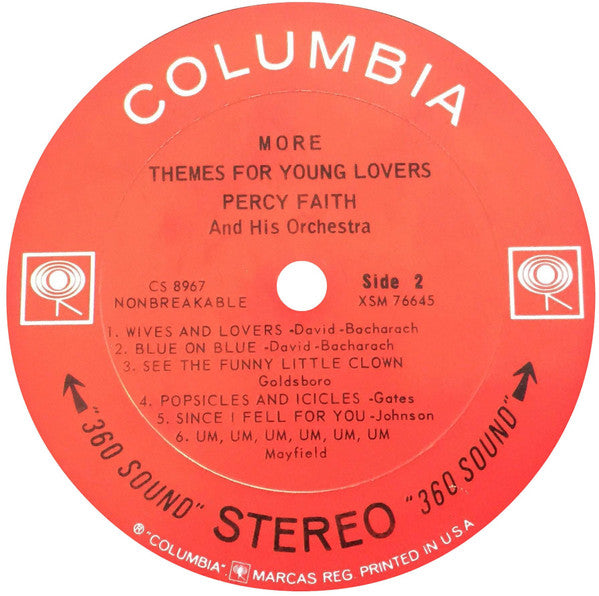 COLUMBIA
MORE
THEMES FOR YOUNG LOVERS
PERCY FAITH
And His Orchestra
CS 8967
NONBREAKABLE
Side 2
XSM 76645
1. WIVES AND LOVERS -David-Bacharach
2. BLUE ON BLUE -David-Bacharach
3. SEE THE FUNNY LITTLE CLOWN
Goldsboro
4. POPSICLES AND ICICLES -Gates
5. SINCE I FELL FOR YOU -Johnson
6. UM, UM, UM, UM, UM, UM
Mayfield
"360 SOUND" STEREO "360 SOUND"
® "COLUMBIA", MARCAS REG. PRINTED IN U.S.A